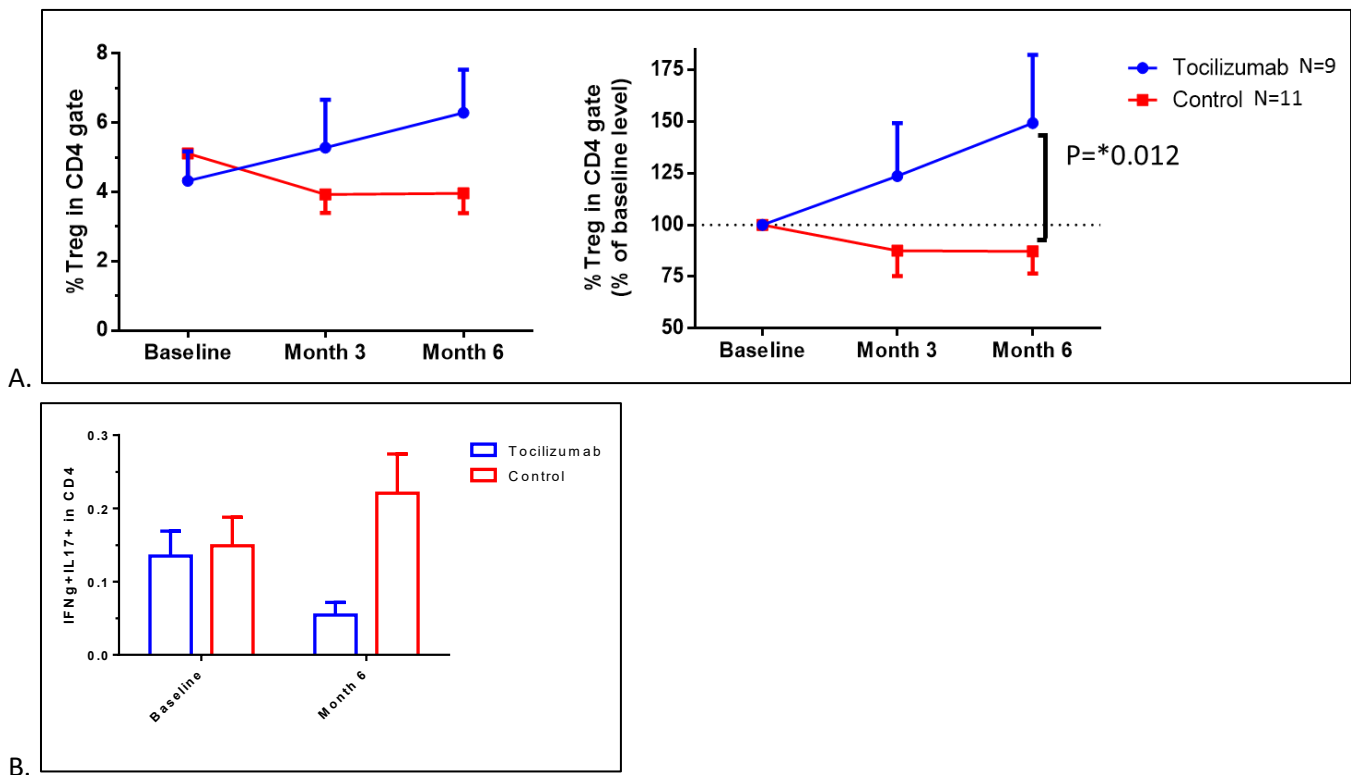 8
6
4
2
0
% Treg in CD4 gate
Baseline
Month 3
Month 6
175
150
125
100
75
50
% Treg in CD4 gate
(% of baseline level)
Baseline
Month 3
Month 6
Tocilizumab N=9
Control N=11
P=*0.012
A.
0.3
0.2
0.1
0.0
IFNg+IL17+ in CD4
Baseline
Month 6
Tocilizumab
Control
B.